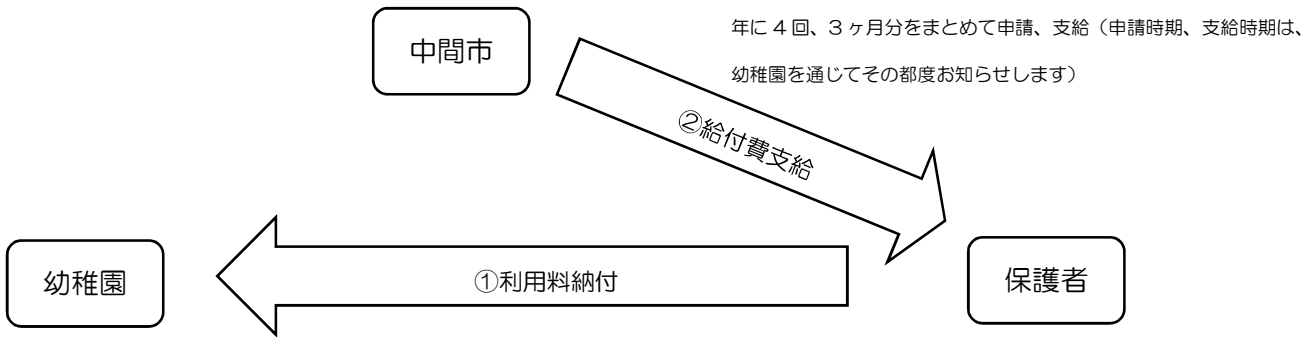 年に4回、3ヶ月分をまとめて申請、支給（申請時期、支給時期は、
幼稚園を通じてその都度お知らせします）
中間市
②給付費支給
幼稚園
①利用料納付
保護者